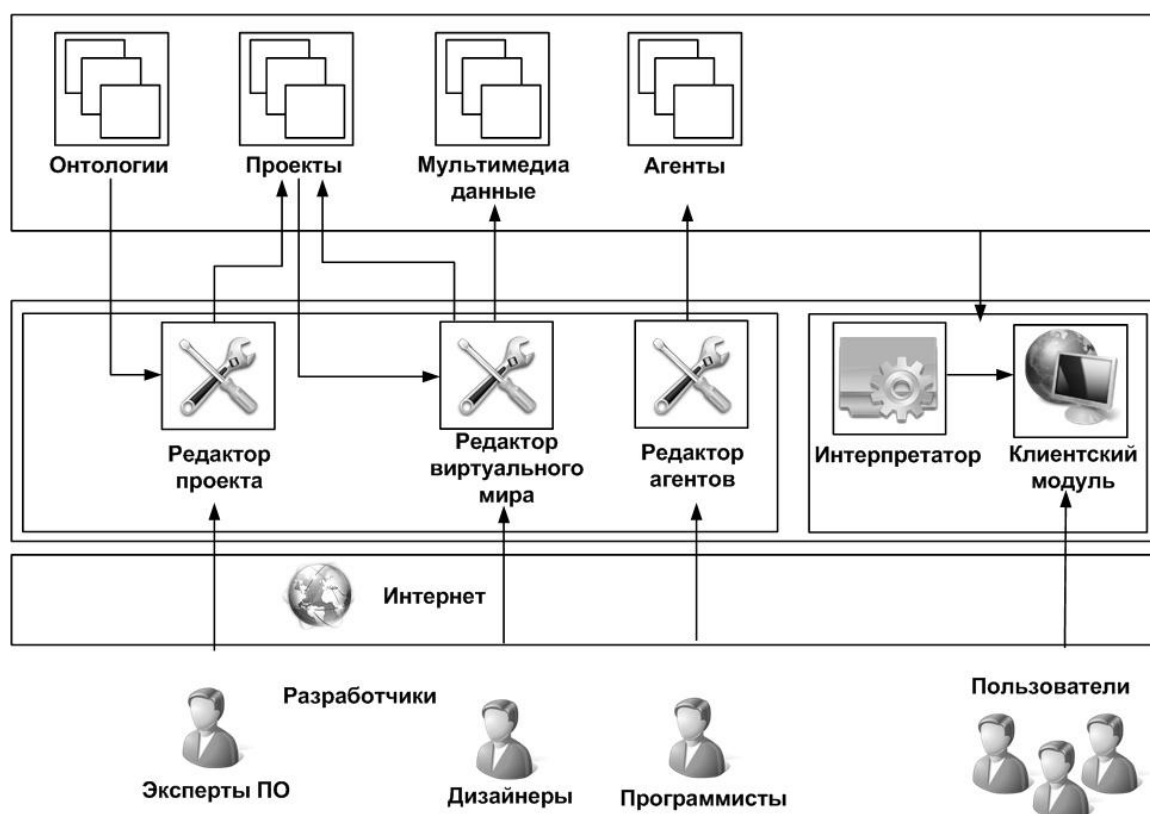 Онтологии
Проекты
Мультимедиа
данные
Агенты
Редактор
проекта
Редактор
виртуального
мира
Редактор
агентов
Интерпретатор
Клиентский
модуль
Интернет
Разработчики
Пользователи
Эксперты ПО
Дизайнеры
Программисты